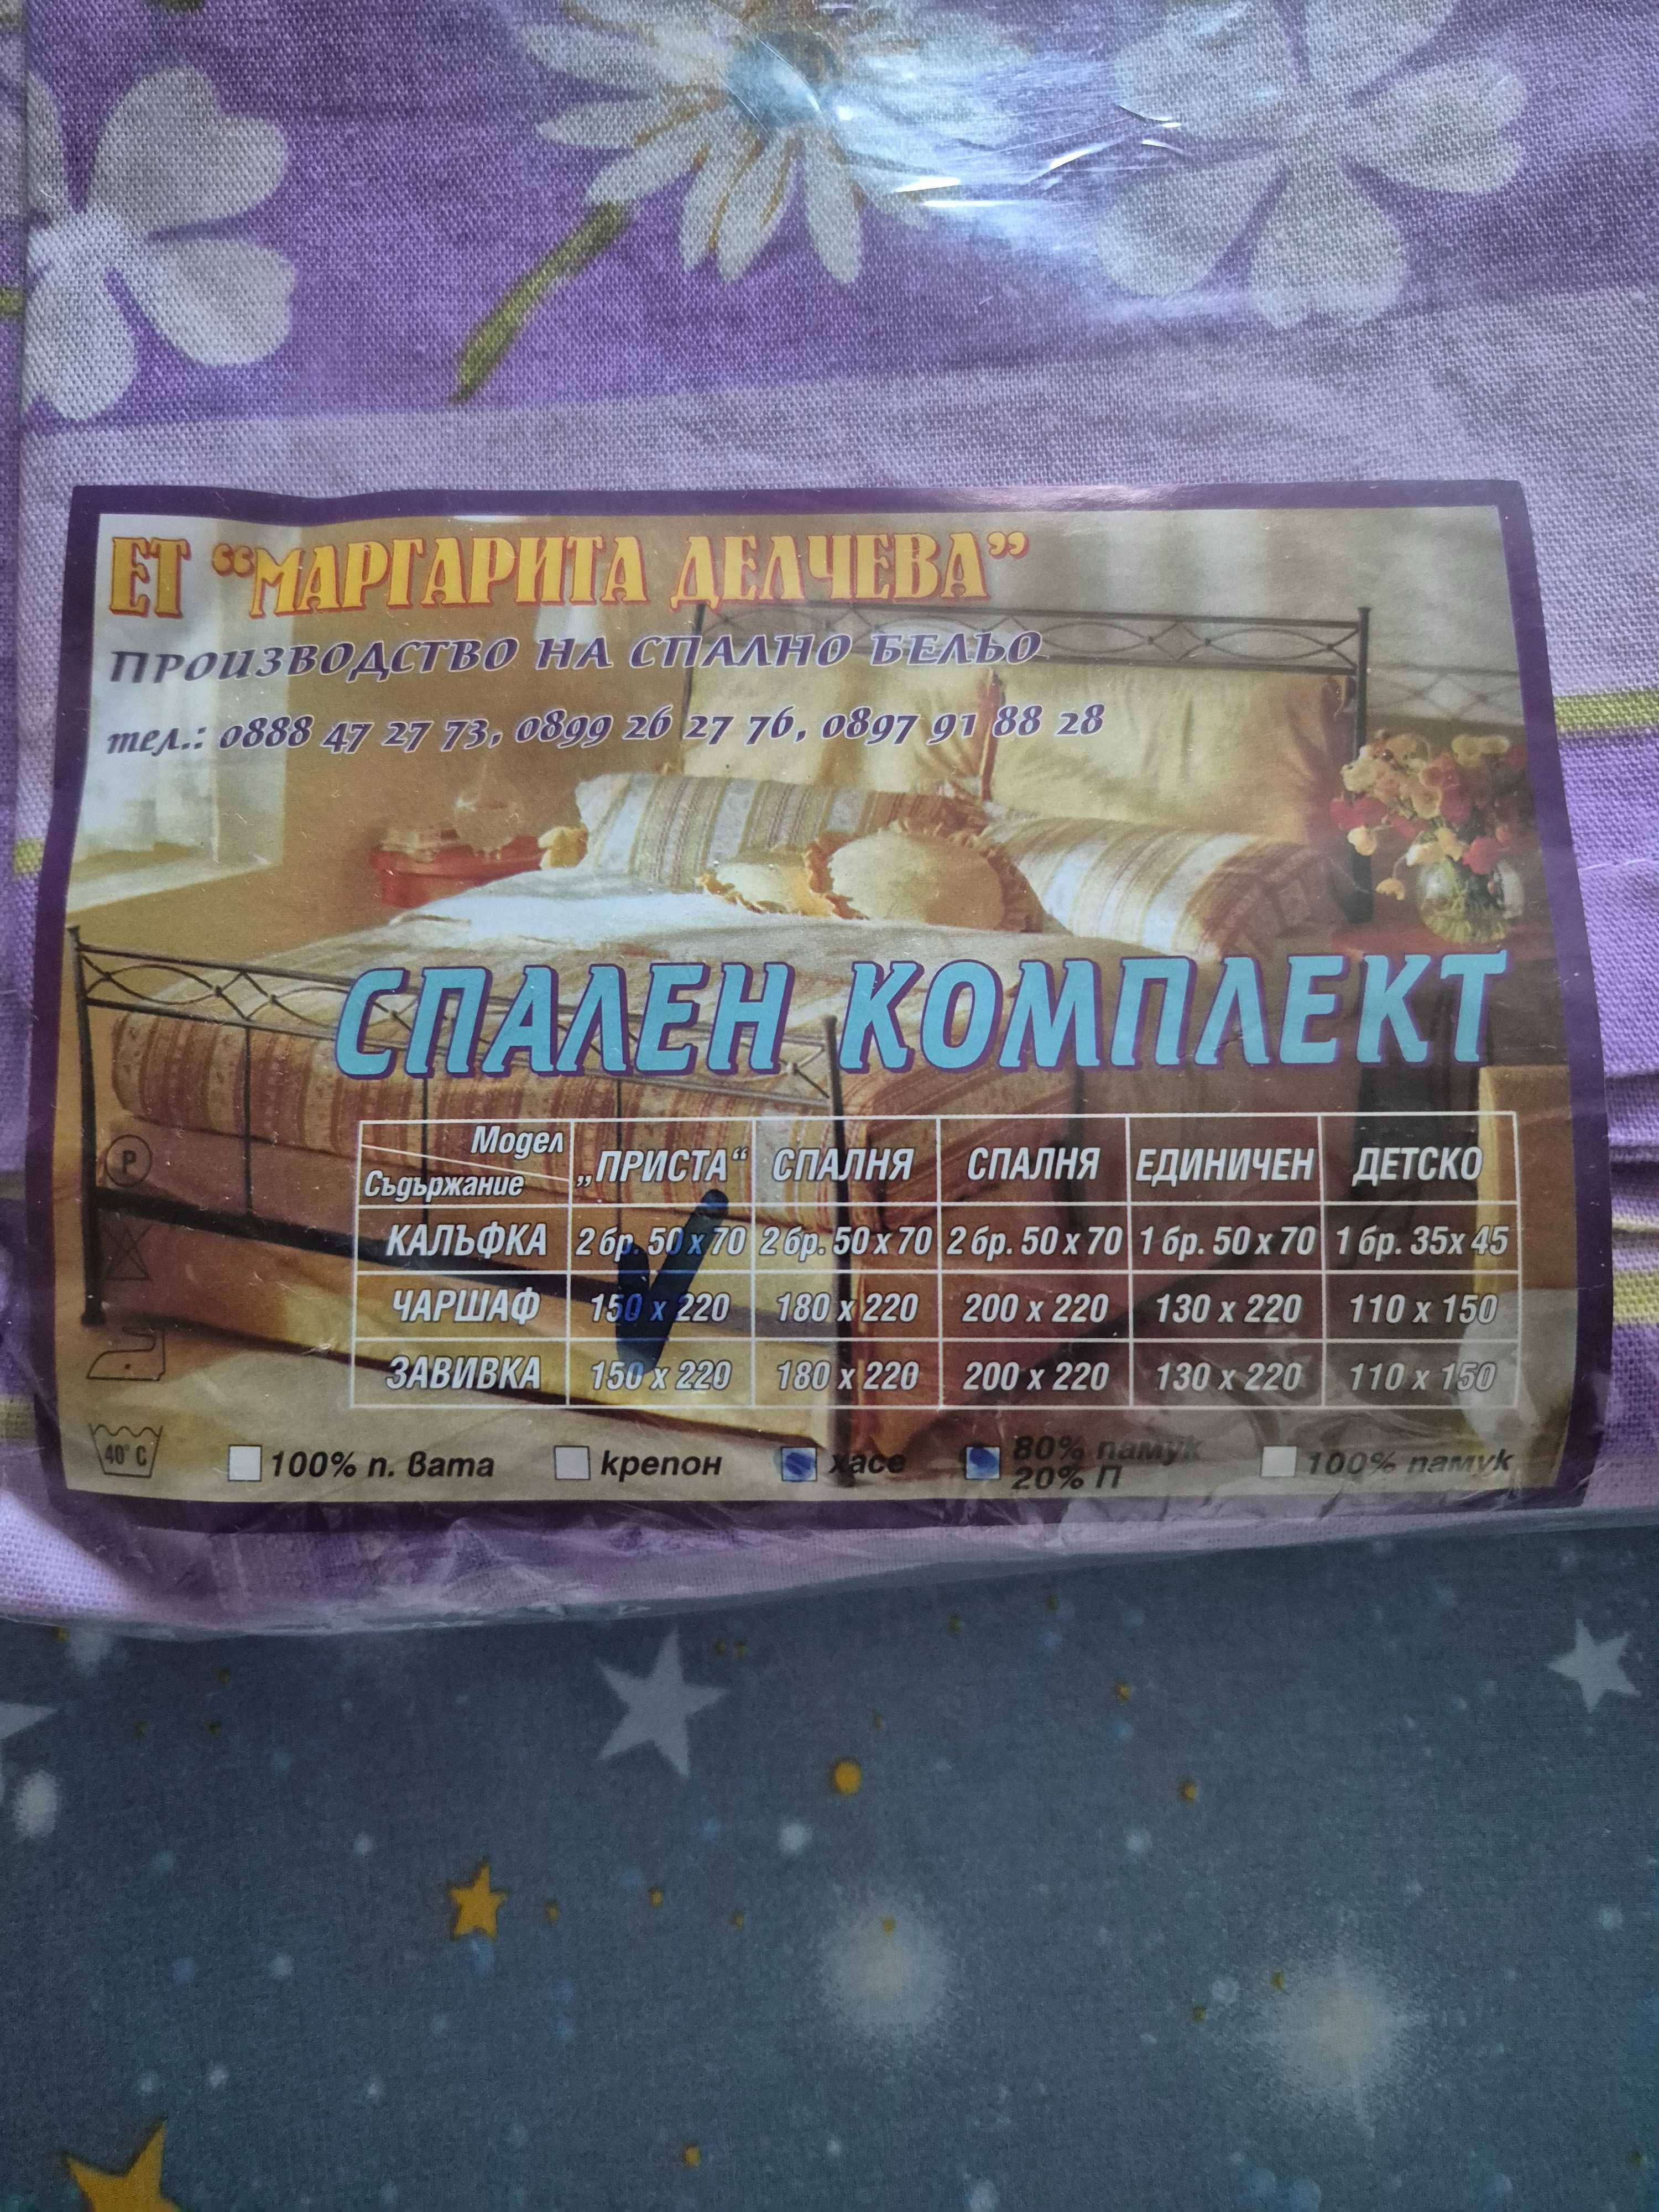 ЕТ “МАРГАРИТА ДЕЛЧЕВА”
ПРОИЗВОДСТВО НА СПАЛНО БЕЛЬО
тел.: 0888 47 27 73, 0899 26 27 76, 0897 91 88 28
СПАЛЕН КОМПЛЕКТ
Модел
Съдържание „ПРИСТА“ СПАЛНЯ СПАЛНЯ ЕДИНИЧЕН ДЕТСКО
КАЛЪФКА 2 бр. 50 x 70 2 бр. 50 x 70 2 бр. 50 x 70 1 бр. 50 x 70 1 бр. 35x 45
ЧАРШАФ 150 x 220 180 x 220 200 x 220 130 x 220 110 x 150
ЗАВИВКА 150 x 220 180 x 220 200 x 220 130 x 220 110 x 150
P
40° C
100% п. вата крепон хасе 80% памук 100% памук
20% П